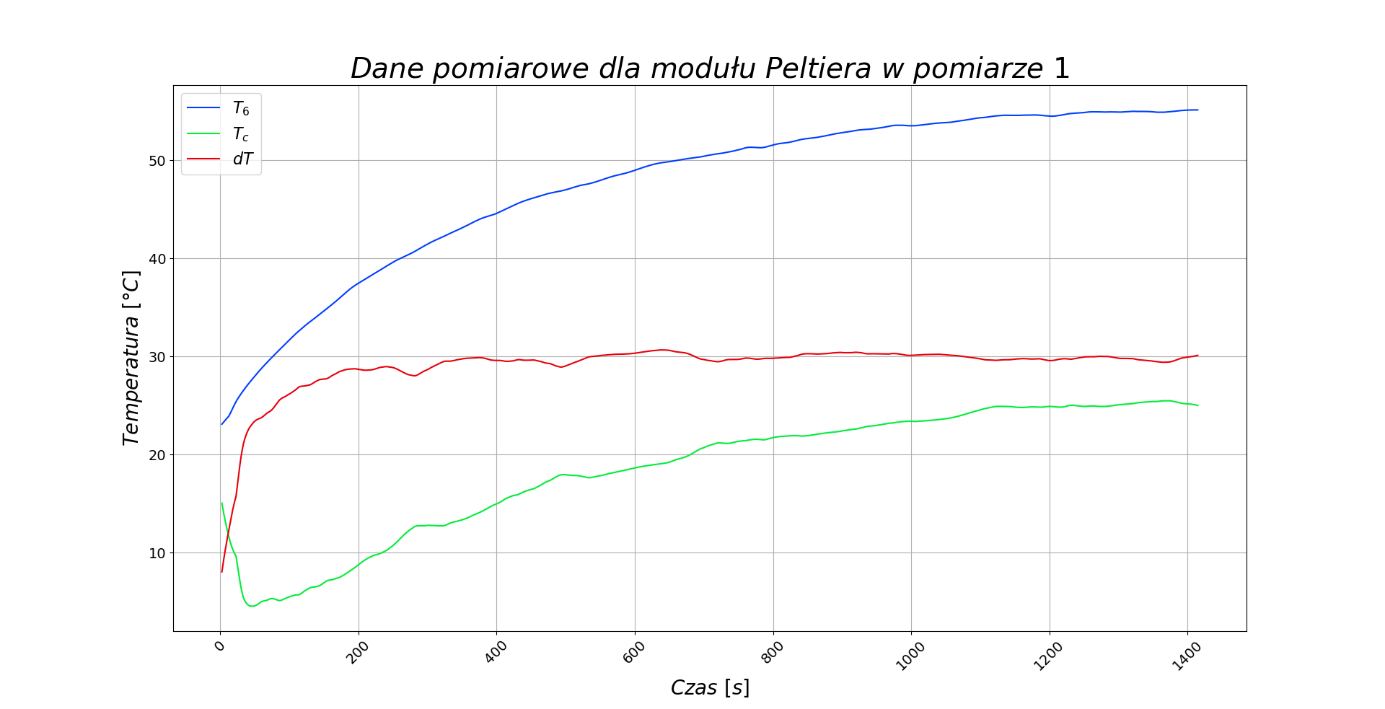 Dane pomiarowe dla modułu Peltiera w pomiarze 1
T₆
T_c
dT
Temperatura [°C]
50
40
30
20
10
0
200
400
600
800
1000
1200
1400
Czas [s]